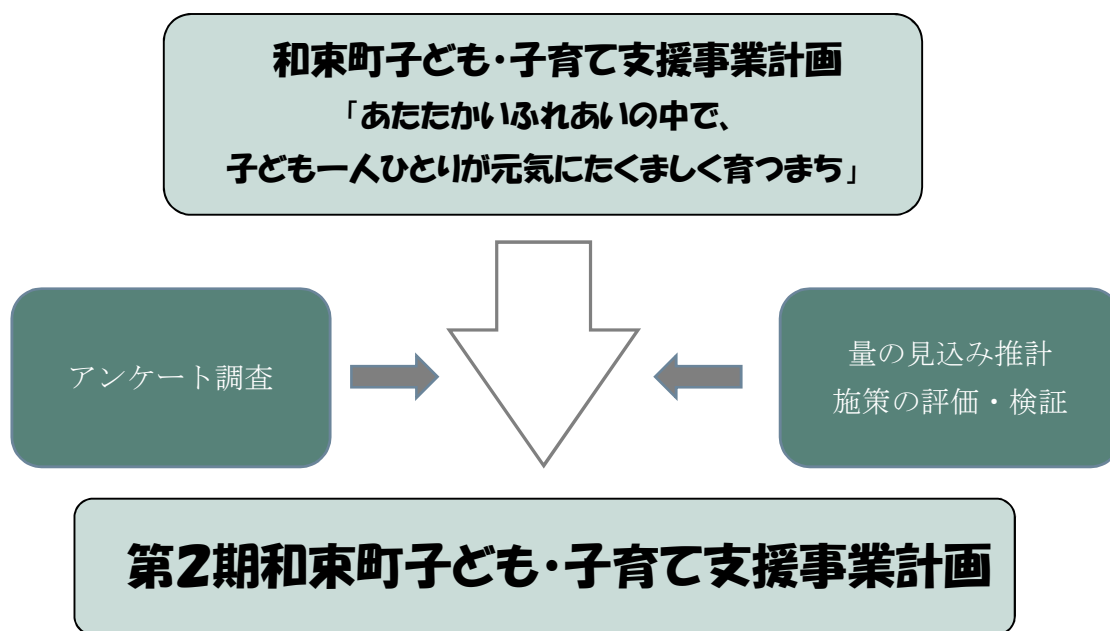 和束町子ども・子育て支援事業計画
「あたたかいふれあいの中で、
子ども一人ひとりが元気にたくましく育つまち」
アンケート調査
量の見込み推計
施策の評価・検証
第2期和束町子ども・子育て支援事業計画